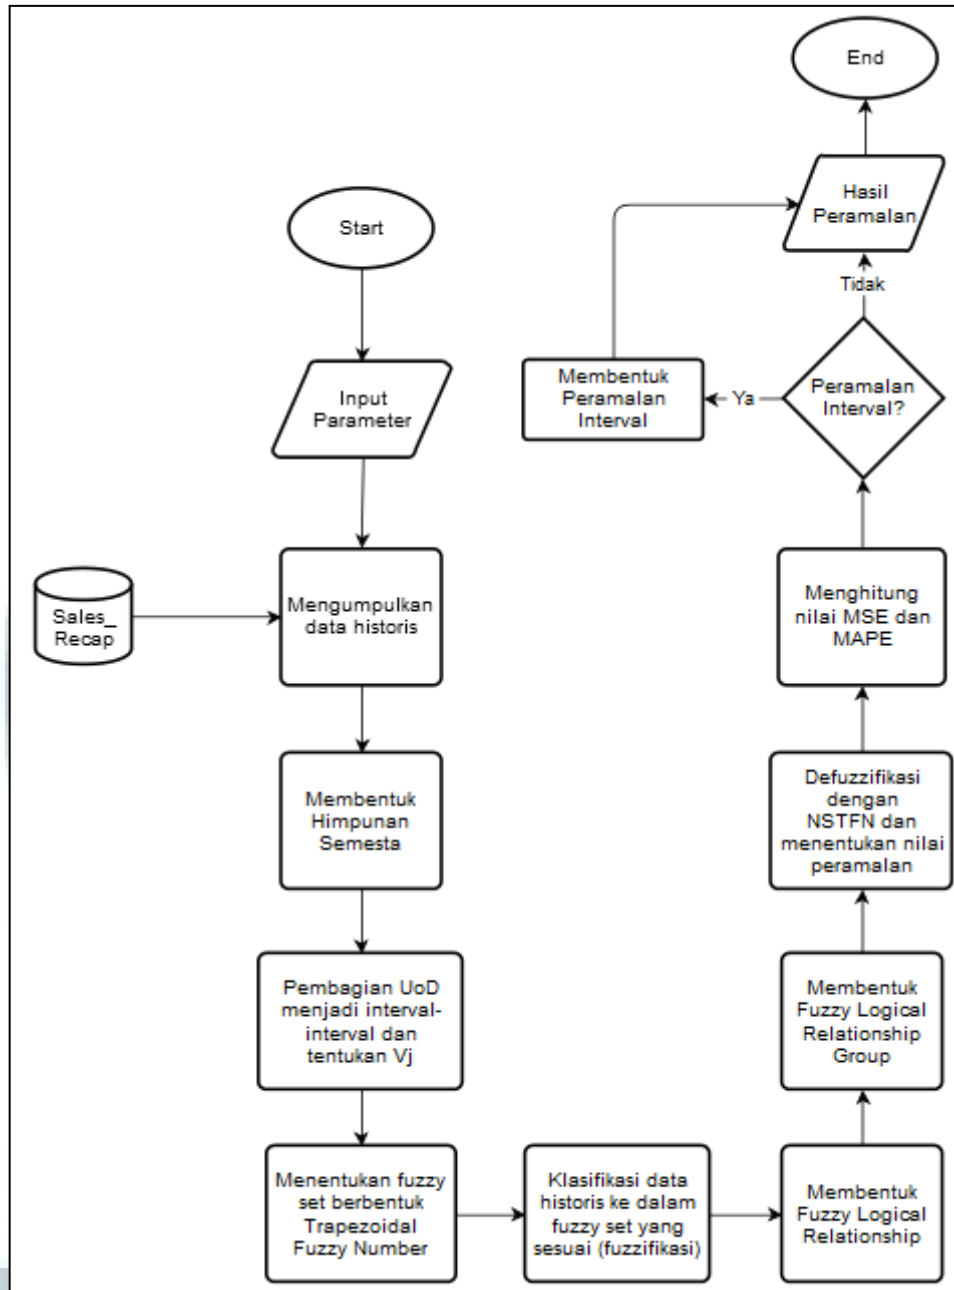 Start
Input
Parameter
Sales_
Recap
Mengumpulkan
data historis
Membentuk
Himpunan
Semesta
Pembagian UoD
menjadi interval-
interval dan
tentukan Vj
Menentukan fuzzy
set berbentuk
Trapezoidal
Fuzzy Number
Klasifikasi data
historis ke dalam
fuzzy set yang
sesuai (fuzzifikasi)
Membentuk
Fuzzy Logical
Relationship
Membentuk
Fuzzy Logical
Relationship
Group
Defuzzifikasi
dengan
NSTFN dan
menentukan nilai
peramalan
Menghitung
nilai MSE dan
MAPE
Peramalan
Interval?
Ya
Membentuk
Peramalan
Interval
Tidak
Hasil
Peramalan
End